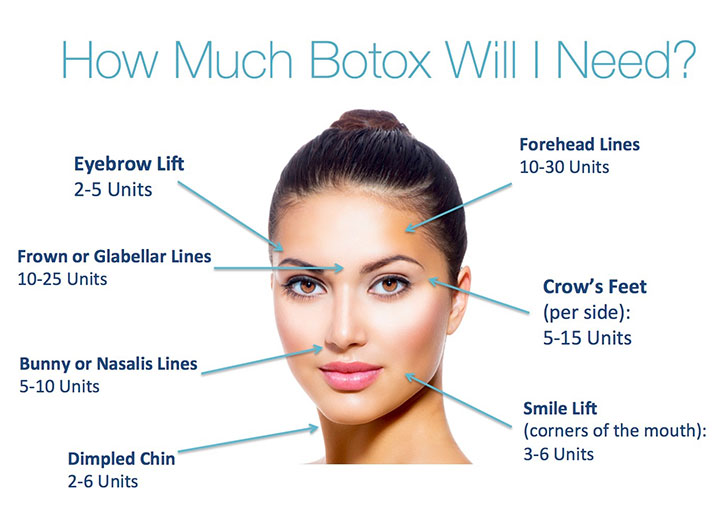 How Much Botox Will I Need?
Eyebrow Lift
2-5 Units
Frown or Glabellar Lines
10-25 Units
Bunny or Nasalis Lines
5-10 Units
Dimpled Chin
2-6 Units
Forehead Lines
10-30 Units
Crow’s Feet
(per side):
5-15 Units
Smile Lift
(corners of the mouth):
3-6 Units